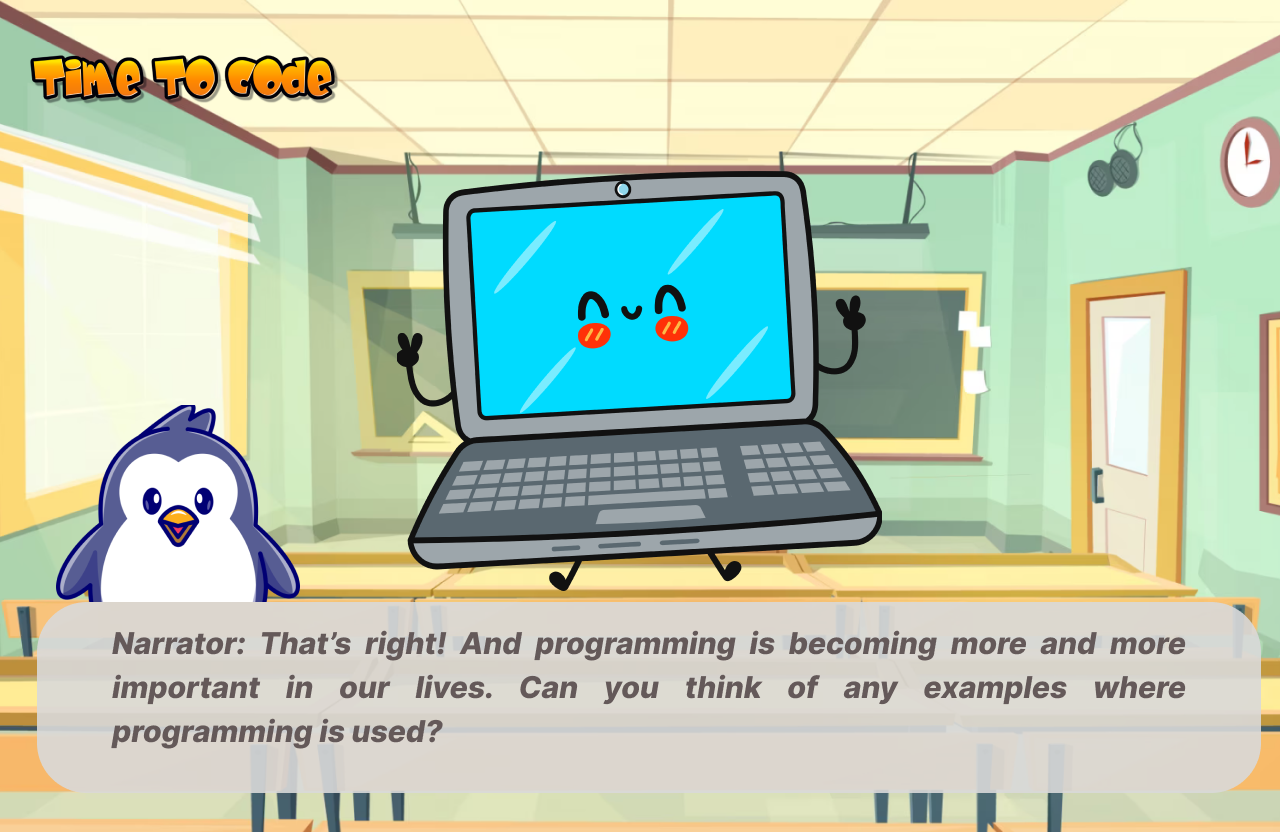 Time To code
Narrator: That’s right! And programming is becoming more and more
important in our lives. Can you think of any examples where
programming is used?